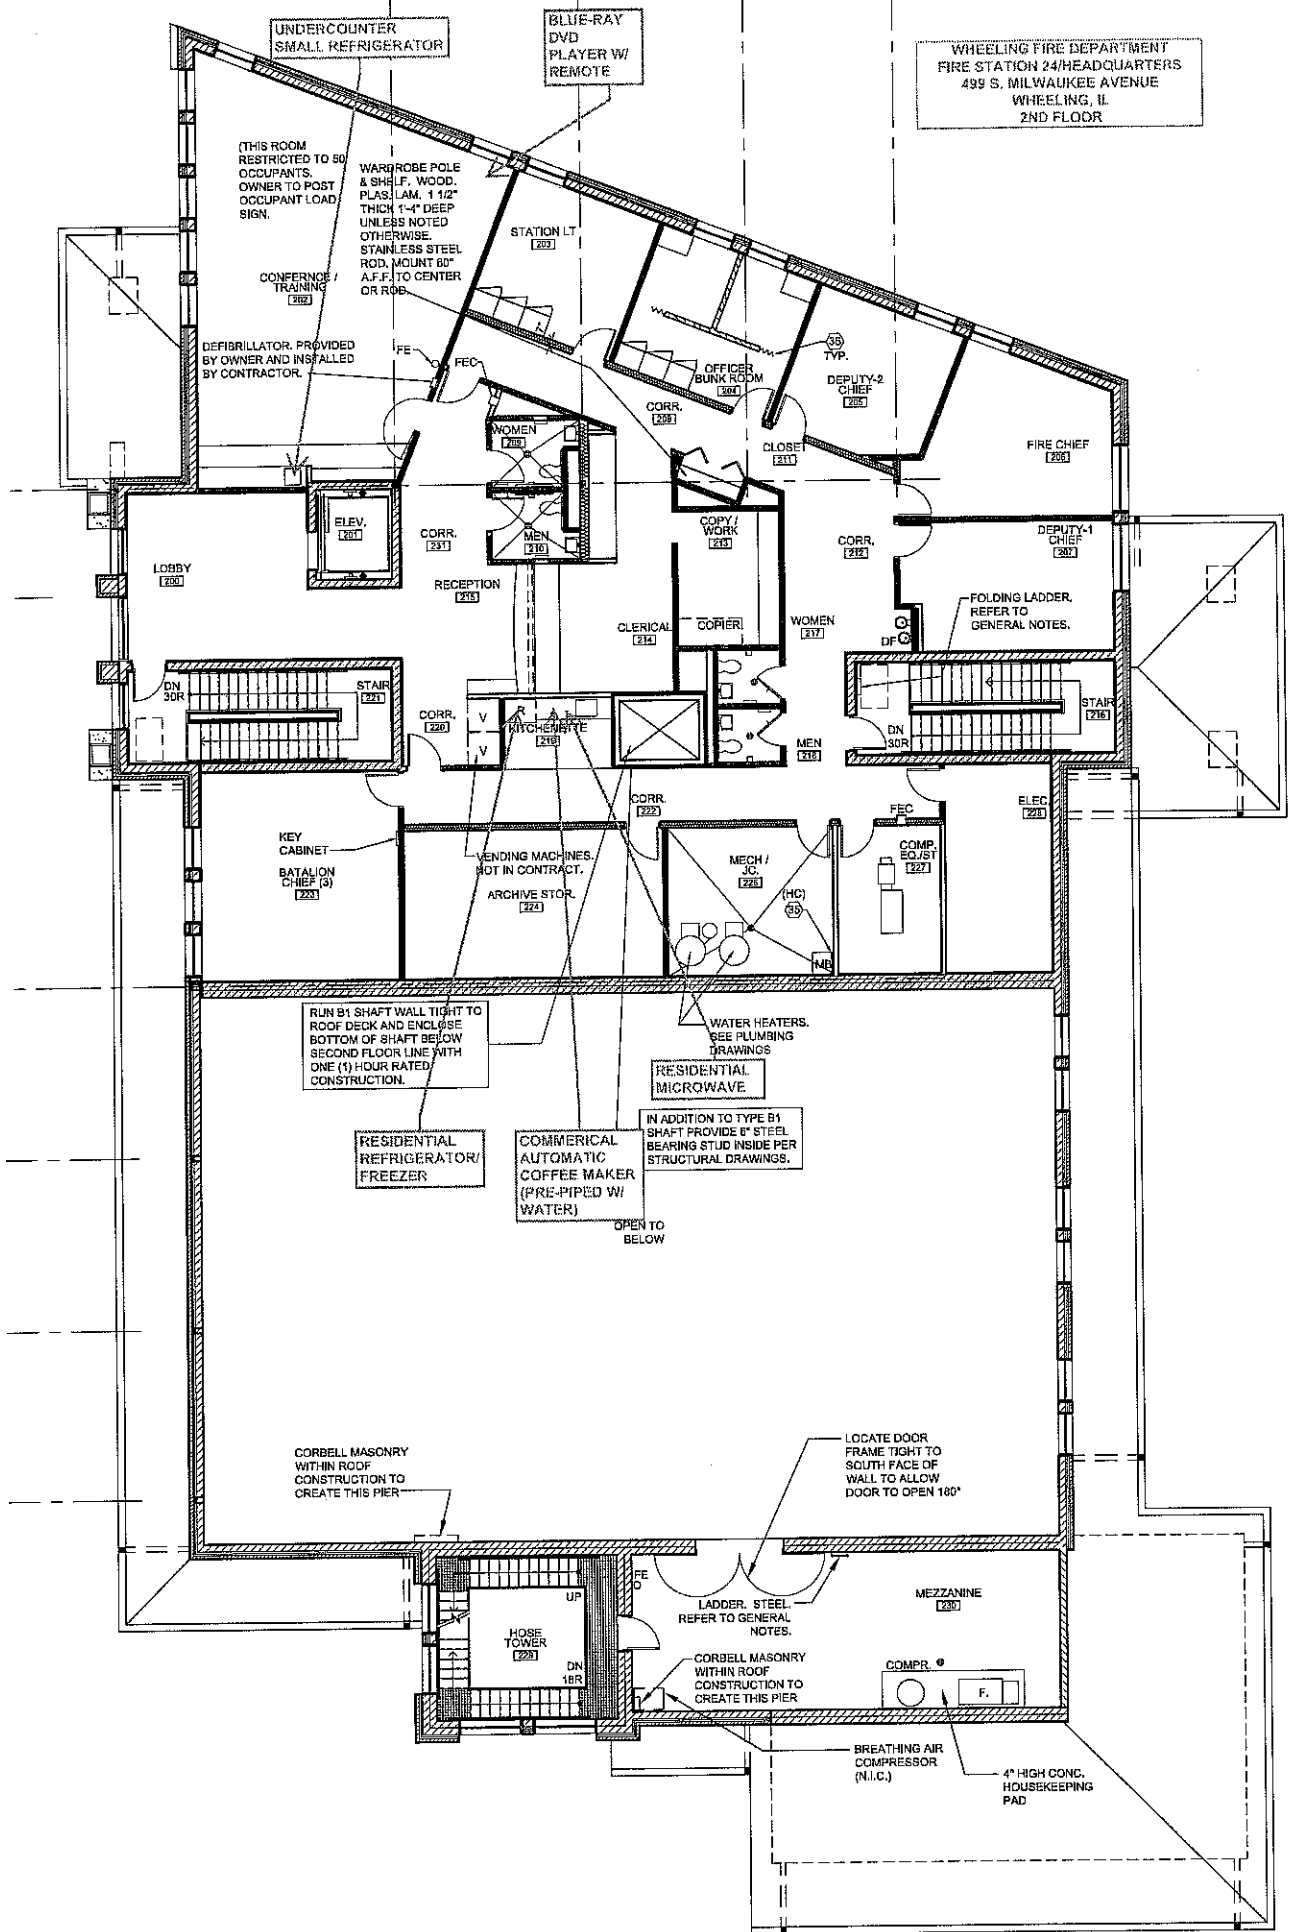 UNDERCOUNTER
SMALL REFRIGERATOR
BLUE-RAY
DVD
PLAYER W/
REMOTE
WHEELING FIRE DEPARTMENT
FIRE STATION 24/HEADQUARTERS
499 S. MILWAUKEE AVENUE
WHEELING, IL
2ND FLOOR
(THIS ROOM
RESTRICTED TO 50
OCCUPANTS.
OWNER TO POST
OCCUPANT LOAD
SIGN.
WARDROBE POLE
& SHELF, WOOD.
PLAS. LAM. 1 1/2"
THICK 1'-4" DEEP
UNLESS NOTED
OTHERWISE.
STAINLESS STEEL
ROD. MOUNT 60"
A.F.F. TO CENTER
OR ROD.
STATION LT
203
CONFERNCE /
TRAINING
202
DEFIBRILLATOR. PROVIDED
BY OWNER AND INSTALLED
BY CONTRACTOR.
FE
FEC
35
TYP.
OFFICER
BUNK ROOM
204
DEPUTY-2
CHIEF
205
CORR.
208
WOMEN
209
CLOSET
211
FIRE CHIEF
206
ELEV.
201
CORR.
231
MEN
210
COPY /
WORK
213
CORR.
212
DEPUTY-1
CHIEF
207
LOBBY
200
RECEPTION
215
CLERICAL
214
COPIER
WOMEN
217
DF
FOLDING LADDER.
REFER TO
GENERAL NOTES.
DN
30R
STAIR
221
CORR.
220
V
V
R
KITCHENETTE
219
MEN
218
DN
30R
STAIR
216
KEY
CABINET
BATALION
CHIEF (3)
223
CORR.
222
VENDING MACHINES.
NOT IN CONTRACT.
ARCHIVE STOR.
224
MECH /
JC.
226
(HC)
35
MB
FEC
COMP.
EQ./ST
227
ELEC.
228
RUN B1 SHAFT WALL TIGHT TO
ROOF DECK AND ENCLOSE
BOTTOM OF SHAFT BELOW
SECOND FLOOR LINE WITH
ONE (1) HOUR RATED
CONSTRUCTION.
WATER HEATERS.
SEE PLUMBING
DRAWINGS
RESIDENTIAL
MICROWAVE
RESIDENTIAL
REFRIGERATOR/
FREEZER
COMMERICAL
AUTOMATIC
COFFEE MAKER
(PRE-PIPED W/
WATER)
IN ADDITION TO TYPE B1
SHAFT PROVIDE 6" STEEL
BEARING STUD INSIDE PER
STRUCTURAL DRAWINGS.
OPEN TO
BELOW
CORBELL MASONRY
WITHIN ROOF
CONSTRUCTION TO
CREATE THIS PIER
LOCATE DOOR
FRAME TIGHT TO
SOUTH FACE OF
WALL TO ALLOW
DOOR TO OPEN 180°
UP
HOSE
TOWER
229
DN
18R
FE
LADDER. STEEL.
REFER TO GENERAL
NOTES.
MEZZANINE
230
CORBELL MASONRY
WITHIN ROOF
CONSTRUCTION TO
CREATE THIS PIER
COMPR.
F.
BREATHING AIR
COMPRESSOR
(N.I.C.)
4" HIGH CONC.
HOUSEKEEPING
PAD